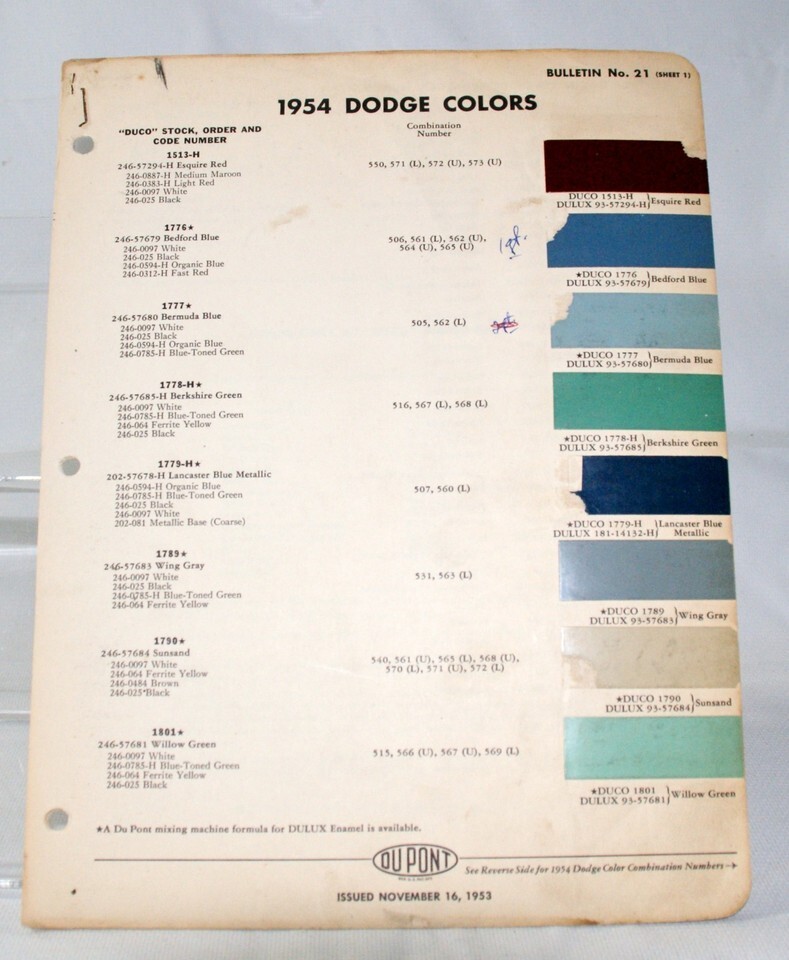 BULLETIN No. 21 (SHEET 1)
1954 DODGE COLORS
"DUCO" STOCK, ORDER AND
CODE NUMBER
Combination
Number
1513-H
246-57294-H Esquire Red
246-0887-H Medium Maroon
246-0383-H Light Red
246-0097 White
246-025 Black
550, 571 (L), 572 (U), 573 (U)
DUCO 1513-H
DULUX 93-57294-H
Esquire Red
1776★
246-57679 Bedford Blue
246-0097 White
246-025 Black
246-0594-H Organic Blue
246-0312-H Fast Red
506, 561 (L), 562 (U),
564 (U), 565 (U)
★DUCO 1776
DULUX 93-57679
Bedford Blue
1777★
246-57680 Bermuda Blue
246-0097 White
246-025 Black
246-0594-H Organic Blue
246-0785-H Blue-Toned Green
505, 562 (L)
★DUCO 1777
DULUX 93-57680
Bermuda Blue
1778-H★
246-57685-H Berkshire Green
246-0097 White
246-0785-H Blue-Toned Green
246-064 Ferrite Yellow
246-025 Black
516, 567 (L), 568 (L)
★DUCO 1778-H
DULUX 93-57685
Berkshire Green
1779-H★
202-57678-H Lancaster Blue Metallic
246-0594-H Organic Blue
246-0785-H Blue-Toned Green
246-025 Black
246-0097 White
202-081 Metallic Base (Coarse)
507, 560 (L)
★DUCO 1779-H
DULUX 181-14132-H
Lancaster Blue
Metallic
1789★
246-57683 Wing Gray
246-0097 White
246-025 Black
246-0785-H Blue-Toned Green
246-064 Ferrite Yellow
531, 563 (L)
★DUCO 1789
DULUX 93-57683
Wing Gray
1790★
246-57684 Sunsand
246-0097 White
246-064 Ferrite Yellow
246-0484 Brown
246-025 Black
540, 561 (U), 563 (L), 568 (U),
570 (L), 571 (U), 572 (L)
★DUCO 1790
DULUX 93-57684
Sunsand
1801★
246-57681 Willow Green
246-0097 White
246-0785-H Blue-Toned Green
246-064 Ferrite Yellow
246-025 Black
515, 566 (U), 567 (U), 569 (L)
★DUCO 1801
DULUX 93-57681
Willow Green
★A Du Pont mixing machine formula for DULUX Enamel is available.
DU PONT
See Reverse Side for 1954 Dodge Color Combination Numbers→
ISSUED NOVEMBER 16, 1953